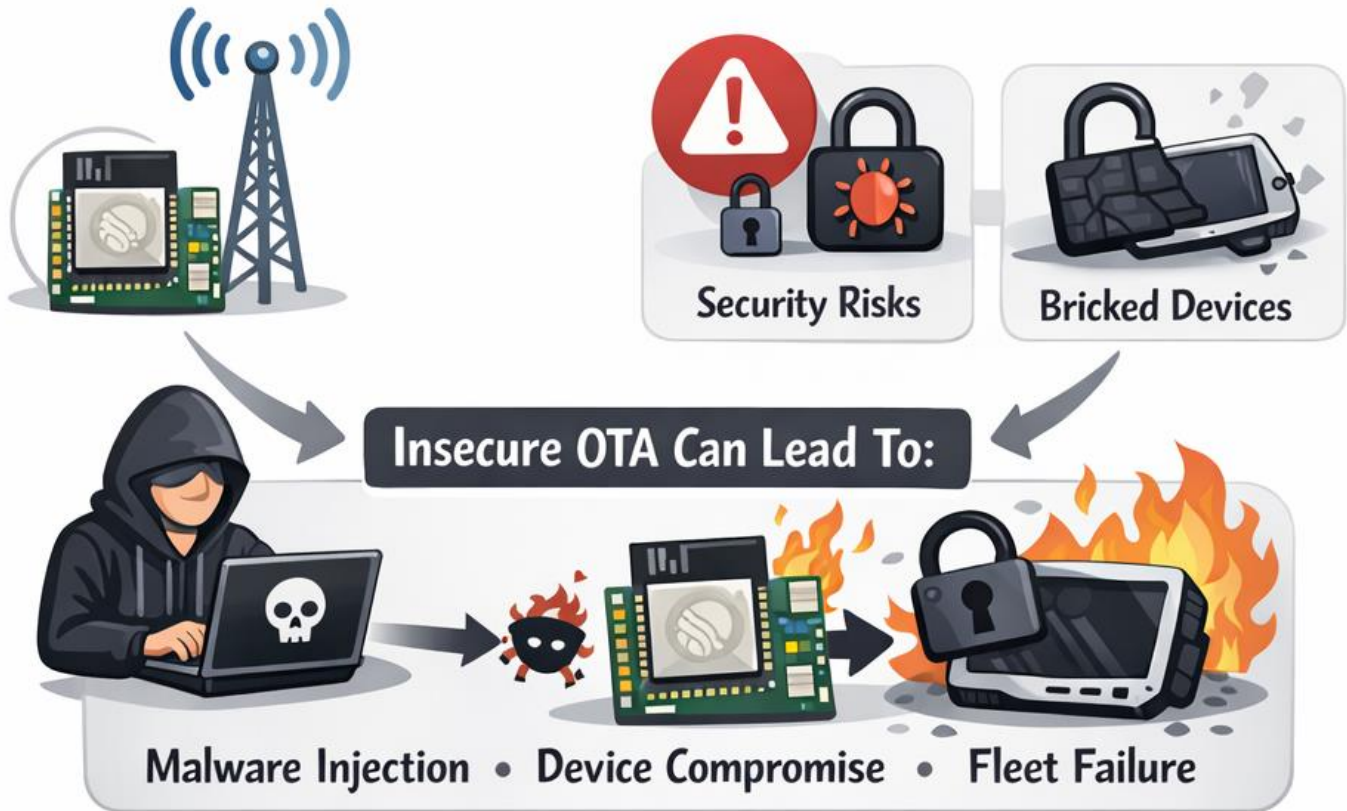 Security Risks
Bricked Devices
Insecure OTA Can Lead To:
Malware Injection • Device Compromise • Fleet Failure